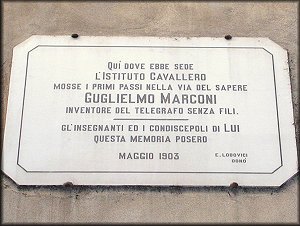 QUI DOVE EBBE SEDE
L'ISTITUTO CAVALLERO
MOSSE I PRIMI PASSI NELLA VIA DEL SAPERE
GUGLIELMO MARCONI
INVENTORE DEL TELEGRAFO SENZA FILI.
GL'INSEGNANTI ED I CONDISCEPOLI DI LUI
QUESTA MEMORIA POSERO
MAGGIO 1903
E. LODOVICI
DONÒ